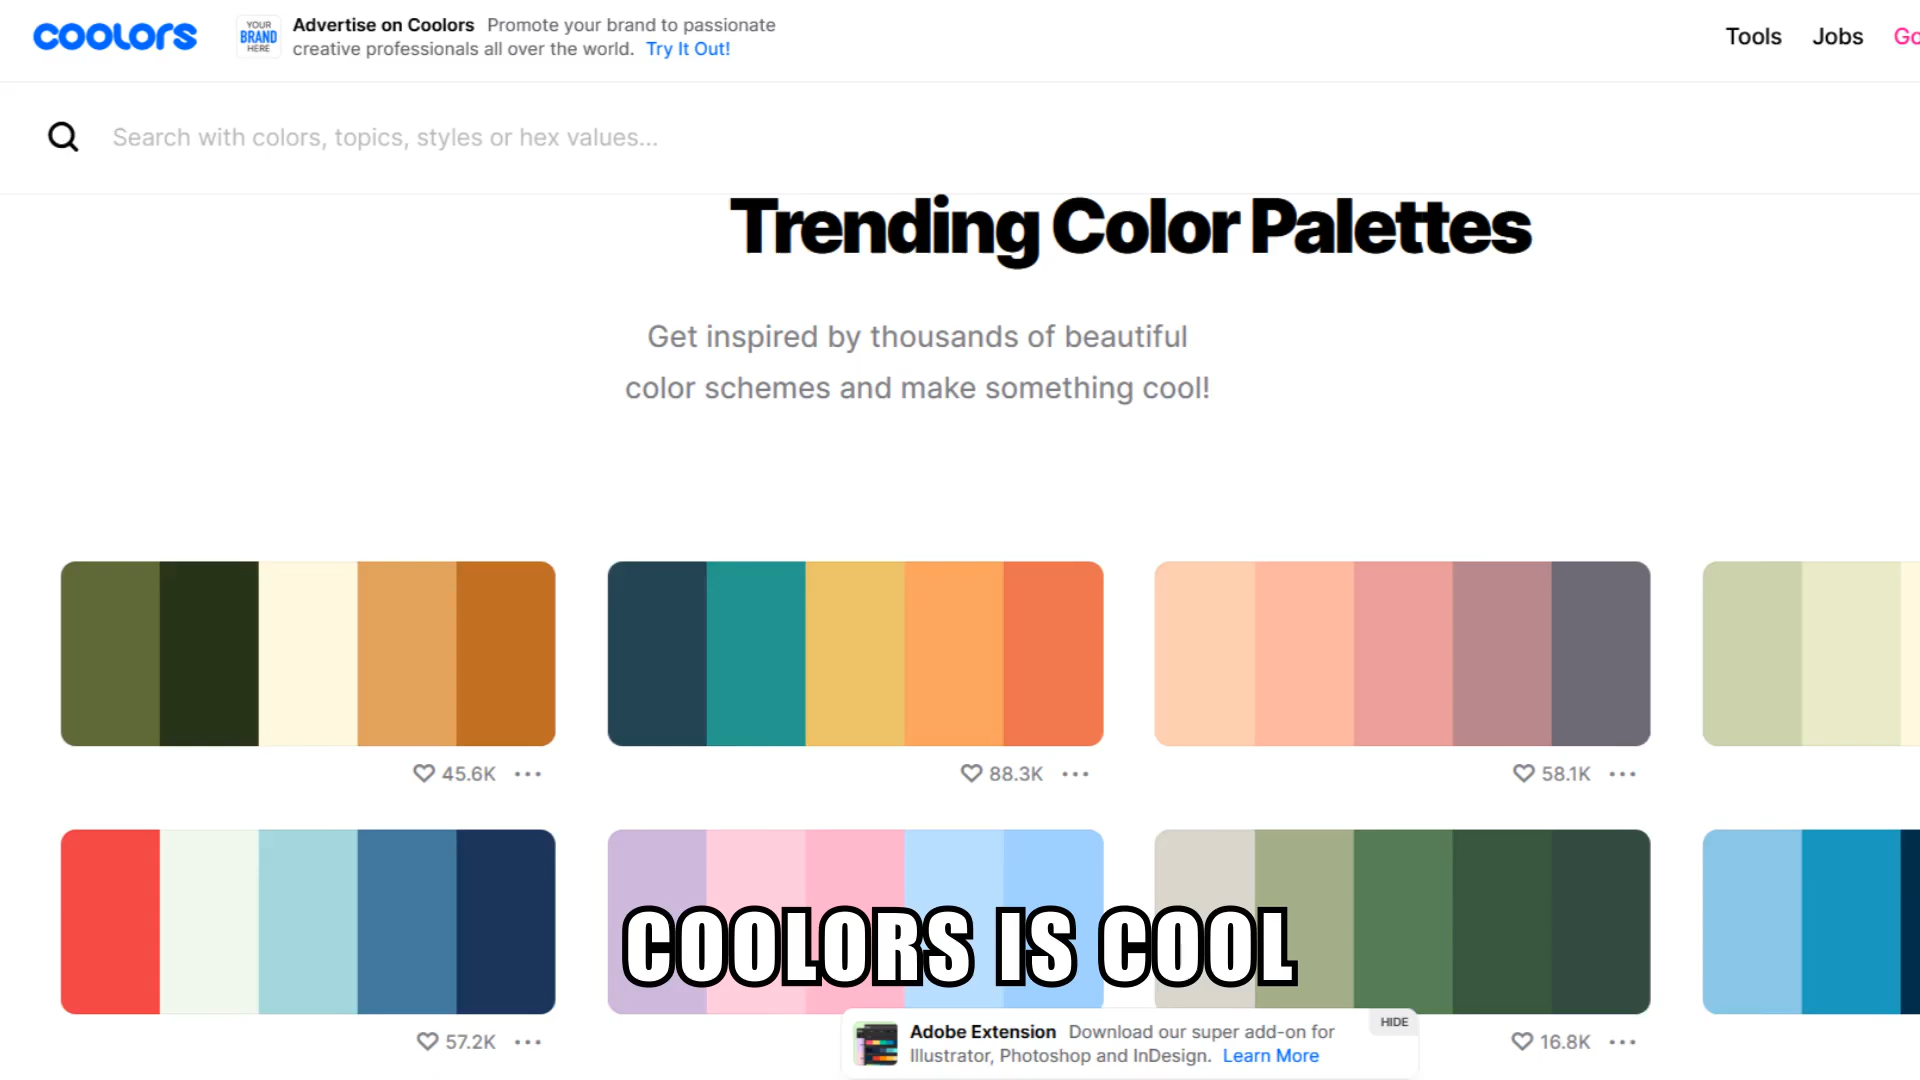 coolors
YOUR
BRAND
HERE
Advertise on Coolors Promote your brand to passionate
creative professionals all over the world. Try It Out!
Tools Jobs Go
Search with colors, topics, styles or hex values...
Trending Color Palettes
Get inspired by thousands of beautiful
color schemes and make something cool!
45.6K
88.3K
58.1K
COOLORS IS COOL
57.2K
16.8K
Adobe Extension Download our super add-on for
Illustrator, Photoshop and InDesign. Learn More
HIDE